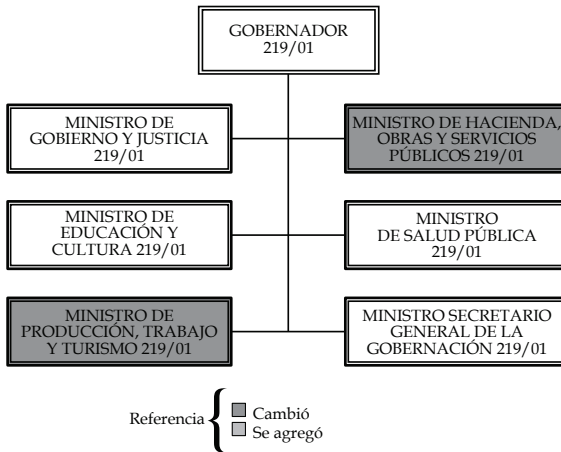 GOBERNADOR
219/01
MINISTRO DE
GOBIERNO Y JUSTICIA
219/01
MINISTRO DE HACIENDA,
OBRAS Y SERVICIOS
PÚBLICOS 219/01
MINISTRO DE
EDUCACIÓN Y
CULTURA 219/01
MINISTRO
DE SALUD PÚBLICA
219/01
MINISTRO DE
PRODUCCIÓN, TRABAJO
Y TURISMO 219/01
MINISTRO SECRETARIO
GENERAL DE LA
GOBERNACIÓN 219/01
Referencia
Cambió
Se agregó